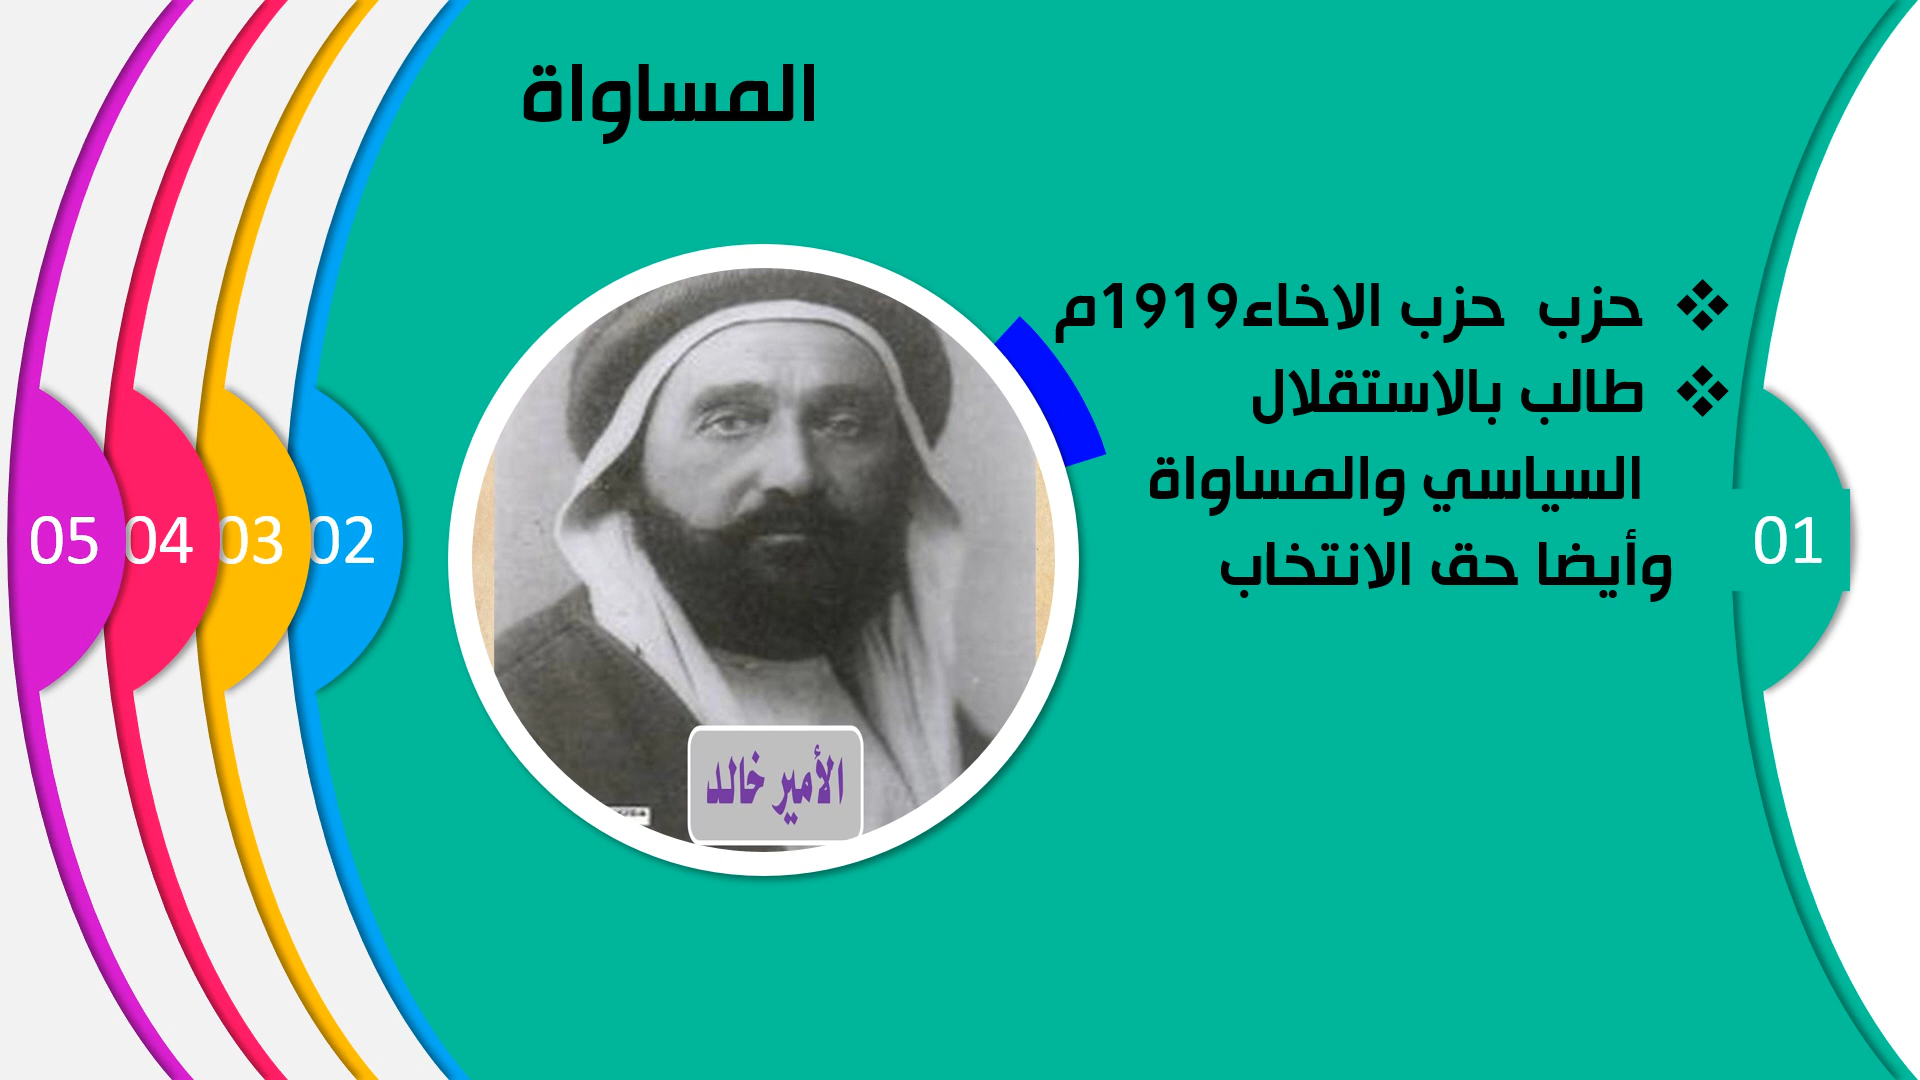 المساواة
❖ حزب حزب الاخاء1919م
❖ طالب بالاستقلال
السياسي والمساواة
وأيضا حق الانتخاب
الأمير خالد
01
02
03
04
05